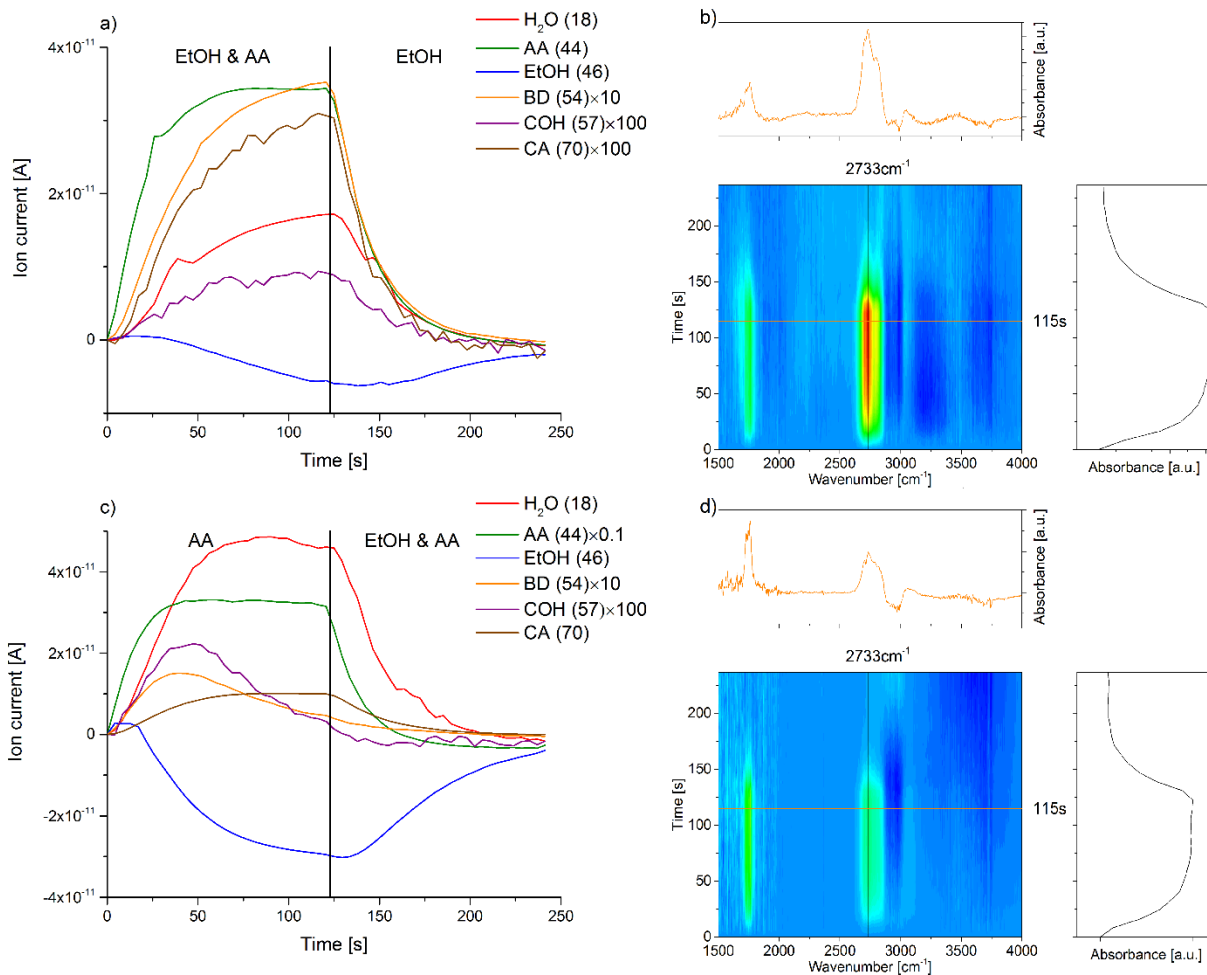 a)
EtOH & AA
EtOH
H₂O (18)
AA (44)
EtOH (46)
BD (54)×10
COH (57)×100
CA (70)×100
4x10⁻¹¹
2x10⁻¹¹
0
Ion current [A]
0 50 100 150 200 250
Time [s]
b)
Absorbance [a.u.]
2733cm⁻¹
200
150
100
50
0
Time [s]
115s
1500 2000 2500 3000 3500 4000
Wavenumber [cm⁻¹]
Absorbance [a.u.]
c)
AA
EtOH & AA
H₂O (18)
AA (44)×0.1
EtOH (46)
BD (54)×10
COH (57)×100
CA (70)
4x10⁻¹¹
2x10⁻¹¹
0
-2x10⁻¹¹
-4x10⁻¹¹
Ion current [A]
0 50 100 150 200 250
Time [s]
d)
Absorbance [a.u.]
2733cm⁻¹
200
150
100
50
0
Time [s]
115s
1500 2000 2500 3000 3500 4000
Wavenumber [cm⁻¹]
Absorbance [a.u.]